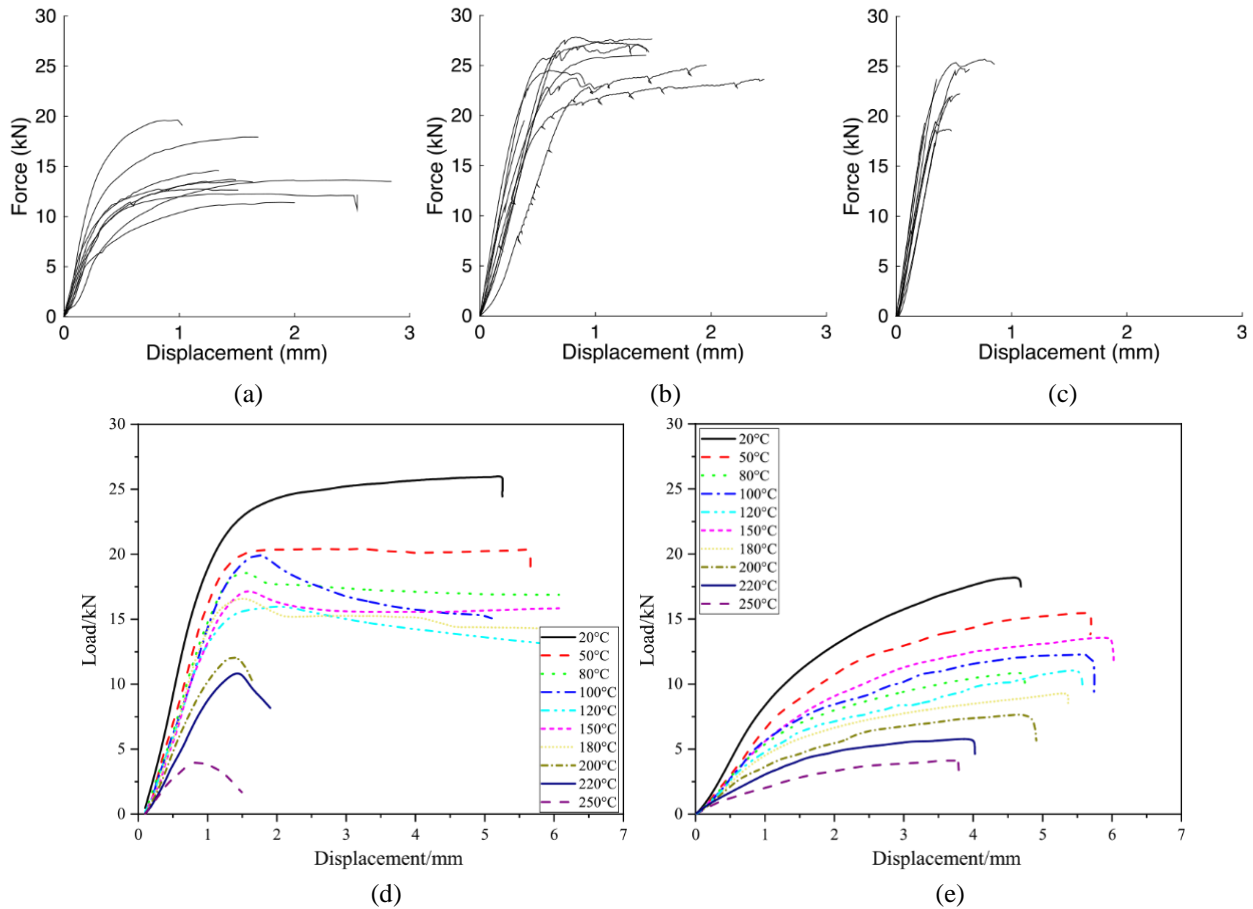 30
25
20
15
10
5
0
Force (kN)
0 1 2 3
Displacement (mm)
(a)
30
25
20
15
10
5
0
Force (kN)
0 1 2 3
Displacement (mm)
(b)
30
25
20
15
10
5
0
Force (kN)
0 1 2 3
Displacement (mm)
(c)
30
25
20
15
10
5
0
Load/kN
20°C
50°C
80°C
100°C
120°C
150°C
180°C
200°C
220°C
250°C
0 1 2 3 4 5 6 7
Displacement/mm
(d)
30
25
20
15
10
5
0
Load/kN
20°C
50°C
80°C
100°C
120°C
150°C
180°C
200°C
220°C
250°C
0 1 2 3 4 5 6 7
Displacement/mm
(e)